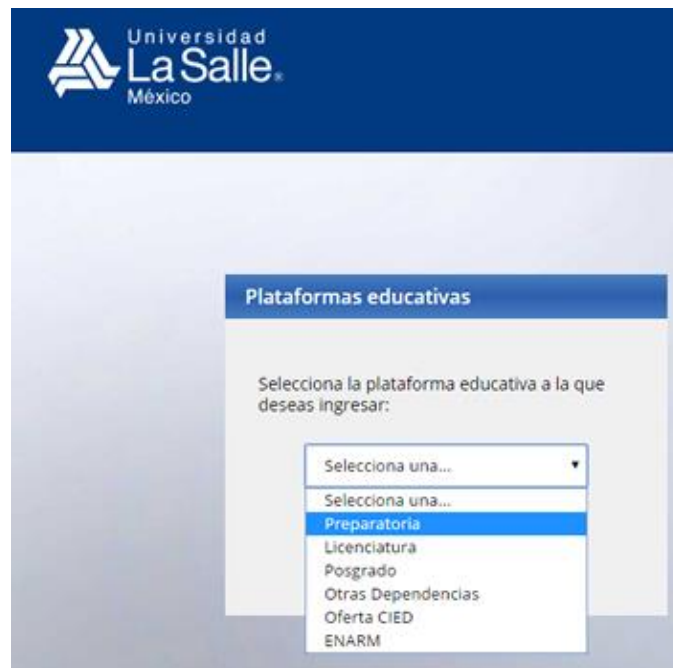 Universidad
La Salle®
México
Plataformas educativas
Selecciona la plataforma educativa a la que
deseas ingresar:
Selecciona una...
Selecciona una...
Preparatoria
Licenciatura
Posgrado
Otras Dependencias
Oferta CIED
ENARM